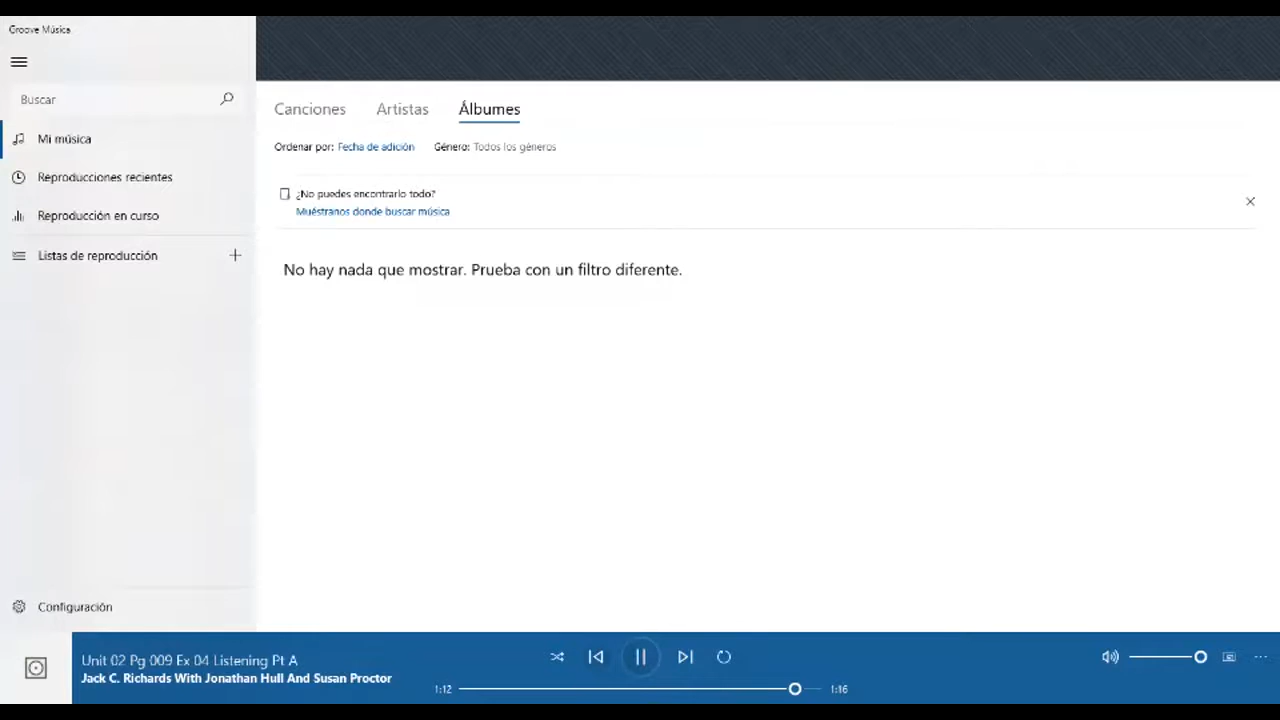 Groove Música
Buscar
Mi música
Reproducciones recientes
Reproducción en curso
Listas de reproducción
Configuración
Canciones Artistas Álbumes
Ordenar por: Fecha de adición Género: Todos los géneros
¿No puedes encontrarlo todo?
Muéstranos donde buscar música
No hay nada que mostrar. Prueba con un filtro diferente.
Unit 02 Pg 009 Ex 04 Listening Pt A
Jack C. Richards With Jonathan Hull And Susan Proctor
1:12 1:16